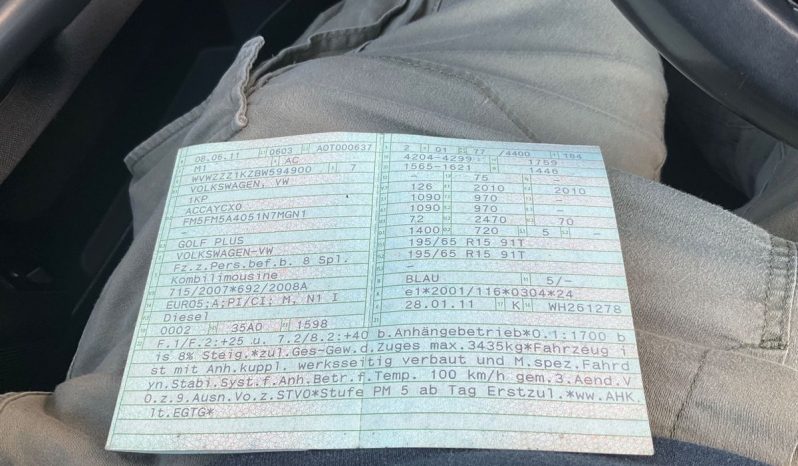 08.05.11 0603 AOT000637
M1 AC
WVWZZZ1KZBW594900 7
VOLKSWAGEN, VW
1KP
ACCAYCX0
FM5FM5A4051N7MGN1
-
GOLF PLUS
VOLKSWAGEN-VW
Fz.z.Pers.bef.b. 8 Spl.
Kombilimousine
715/2007*692/2008A
EURO5;A;PI/CI; M, N1 I
Diesel
0002 35A0 1598
2 01 77 /4400 184
4204-4299 1759
1565-1621 1446
- 75 -
126 2010 2010
1090 970 -
1090 970 -
72 2470 70
1400 720 5 -
195/65 R15 91T
195/65 R15 91T
-
BLAU 5/-
e1*2001/116*0304*24
28.01.11 K WH261278
F.1/F.2:+25 u. 7.2/8.2:+40 b.Anhängebetrieb*O.1:1700 b
is 8% Steig.*zul.Ges-Gew.d.Zuges max.3435kg*Fahrzeug i
st mit Anh.kuppl. werksseitig verbaut und M.spez.Fahrd
yn.Stabi.Syst.f.Anh.Betr.f.Temp. 100 km/h gem.3.Aend.V
O.z.9.Ausn.Vo.z.STVO*Stufe PM 5 ab Tag Erstzul.*ww.AHK
lt.EGTG*